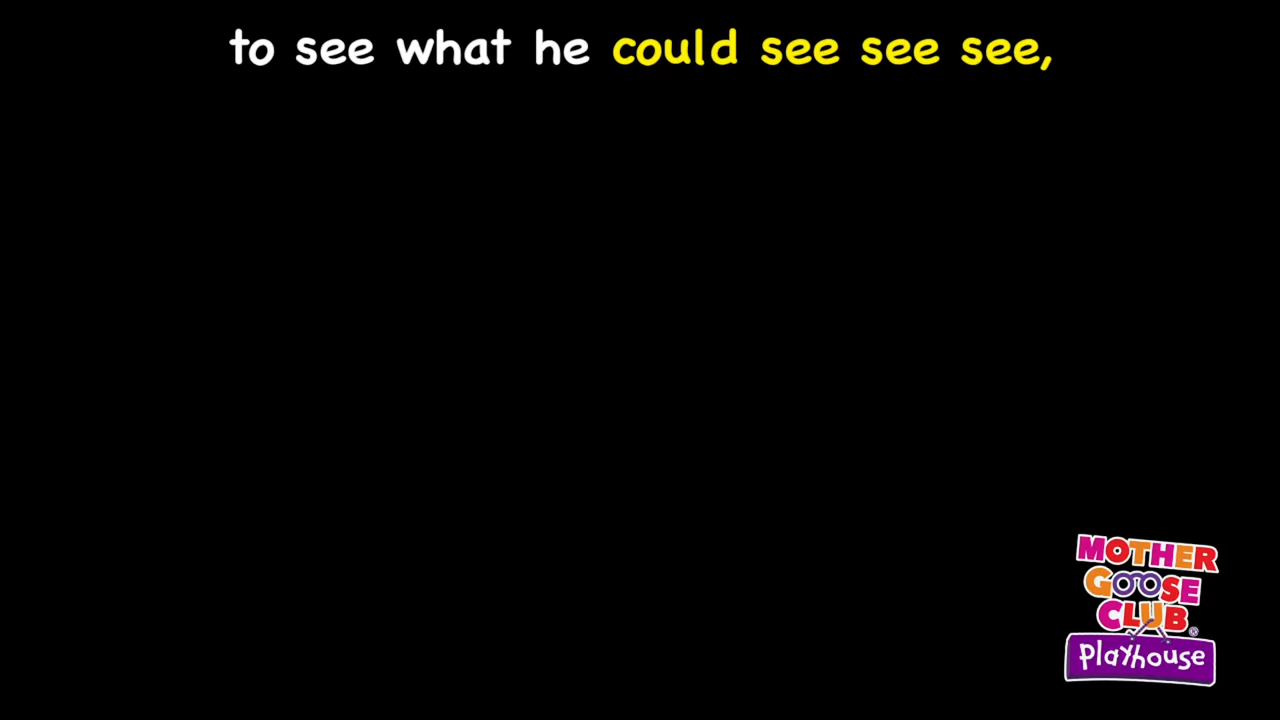 to see what he could see see see,
MOTHER
GOOSE
CLUB
Playhouse